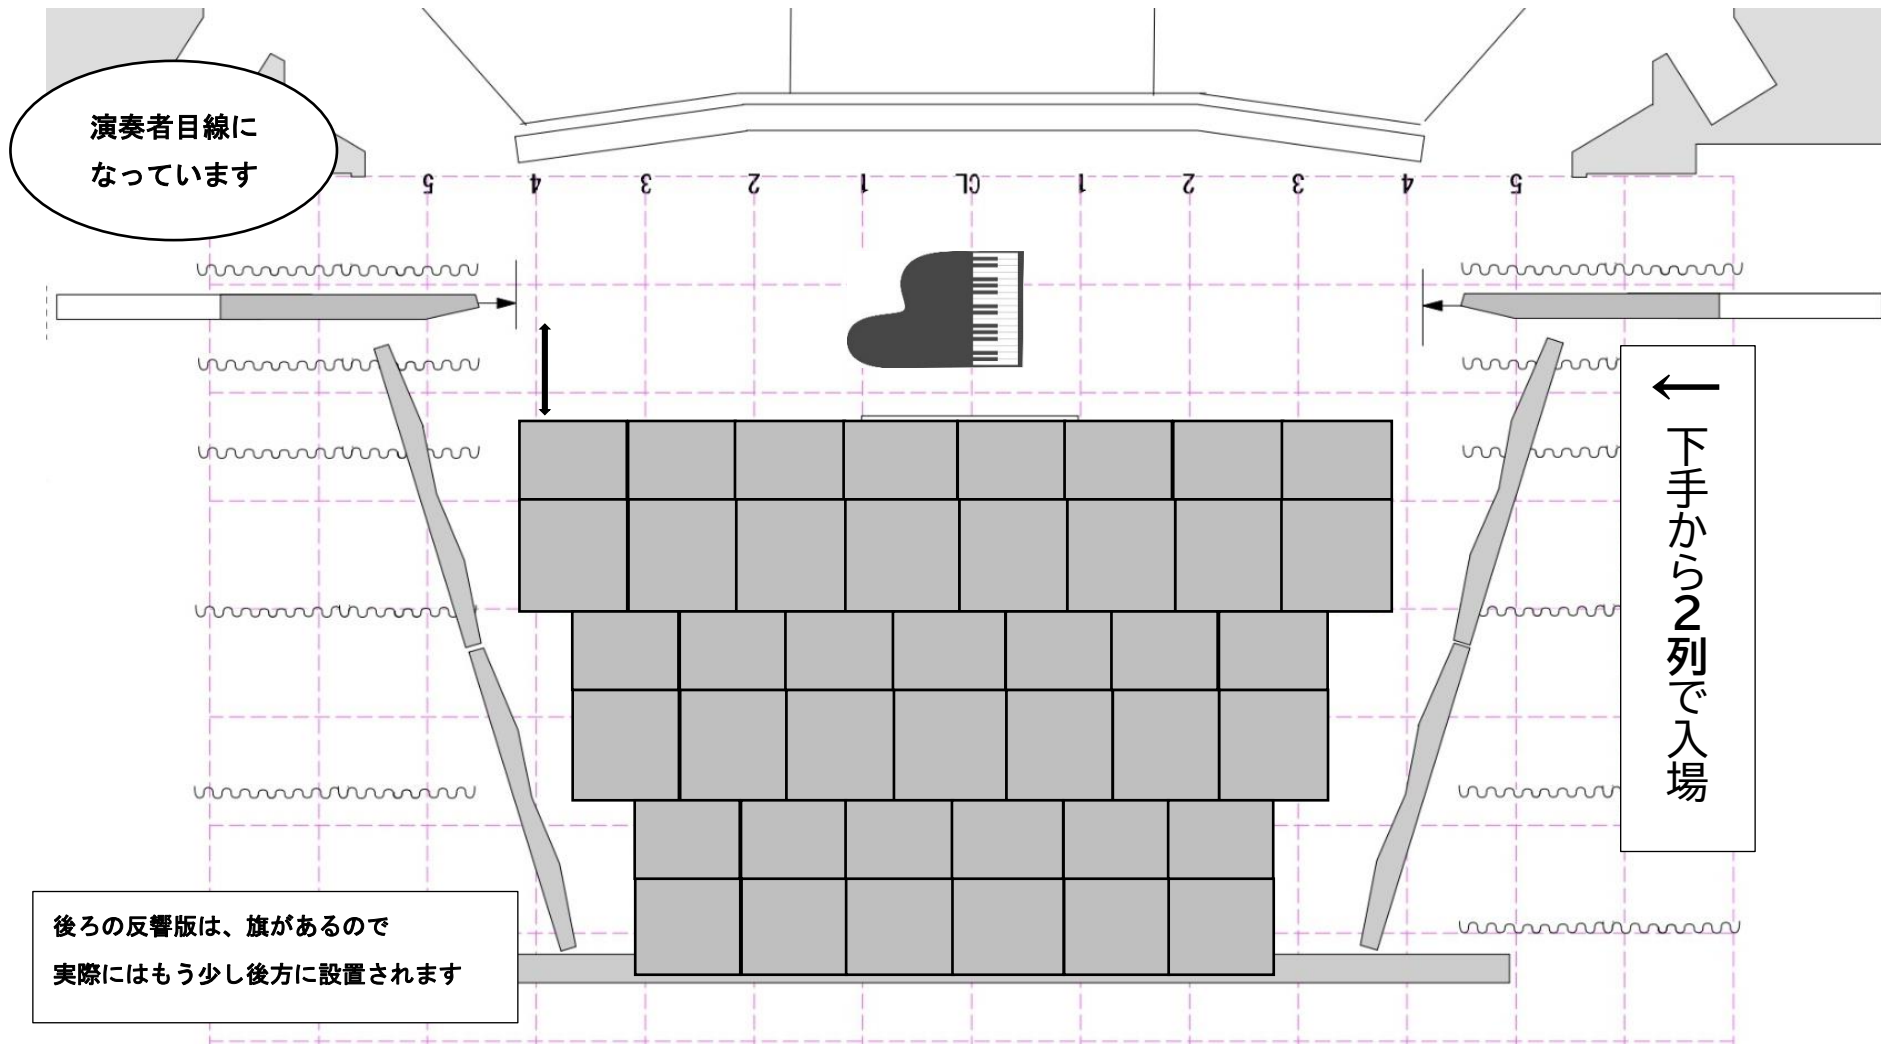 演奏者目線に
なっています
5 4 3 2 1 CL 1 2 3 4 5
← 下手から2列で入場
後ろの反響版は、旗があるので
実際にはもう少し後方に設置されます